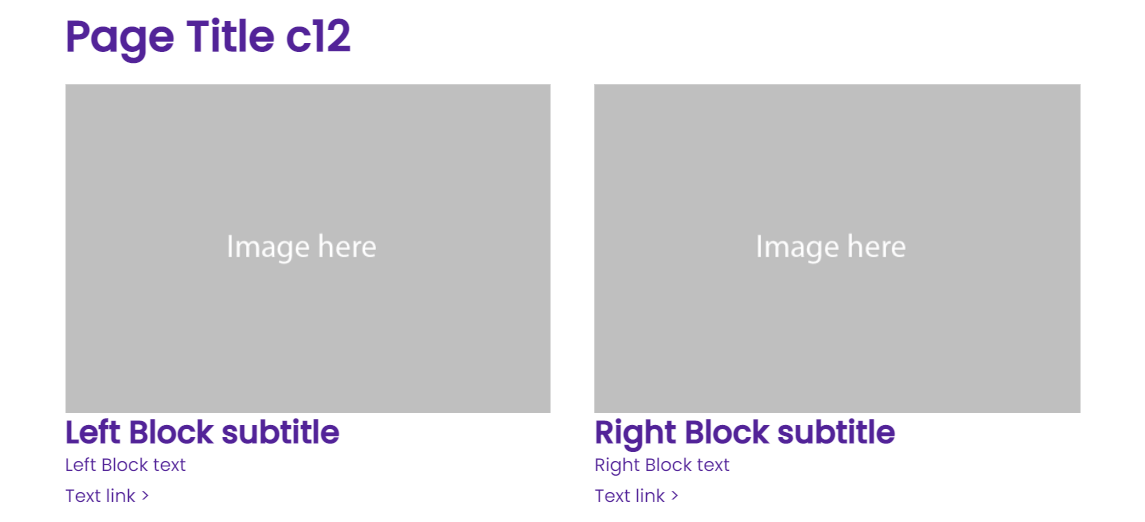 Page Title c12
Image here
Image here
Left Block subtitle
Left Block text
Text link >
Right Block subtitle
Right Block text
Text link >